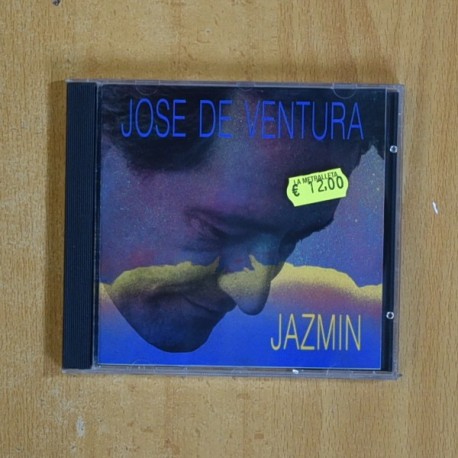 JOSE DE VENTURA
LA METRALLETA
€ 12,00
JAZMIN